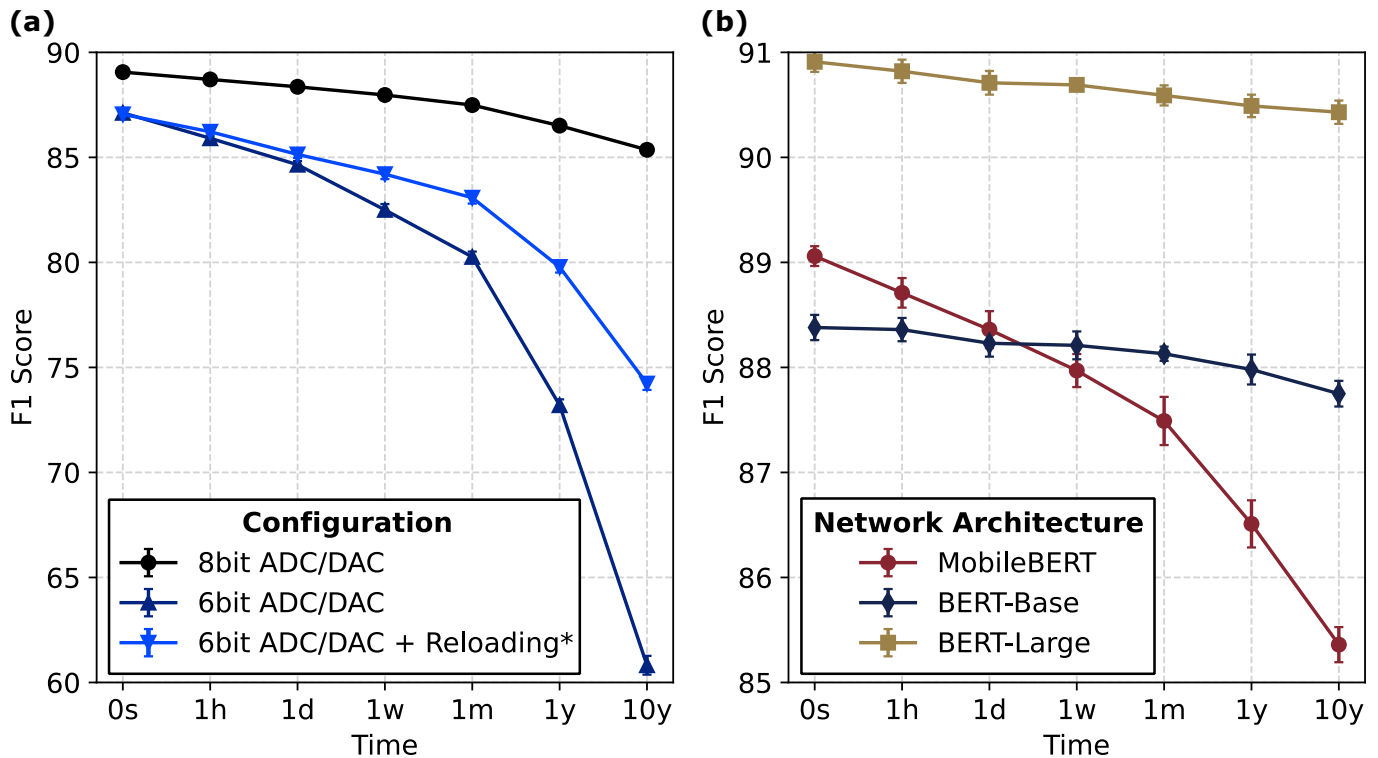 (a)
90
85
80
75
70
65
60
F1 Score
Configuration
8bit ADC/DAC
6bit ADC/DAC
6bit ADC/DAC + Reloading*
0s 1h 1d 1w 1m 1y 10y
Time
(b)
91
90
89
88
87
86
85
F1 Score
Network Architecture
MobileBERT
BERT-Base
BERT-Large
0s 1h 1d 1w 1m 1y 10y
Time